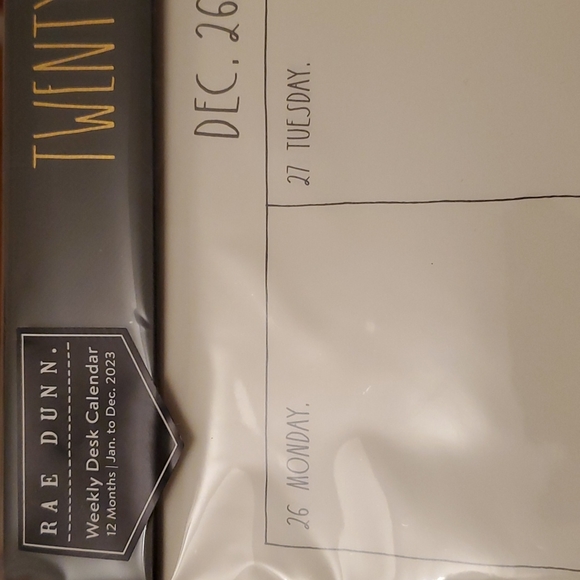 TWENTY
RAE DUNN.
Weekly Desk Calendar
12 Months | Jan. to Dec. 2023
DEC. 26
26 MONDAY.
27 TUESDAY.